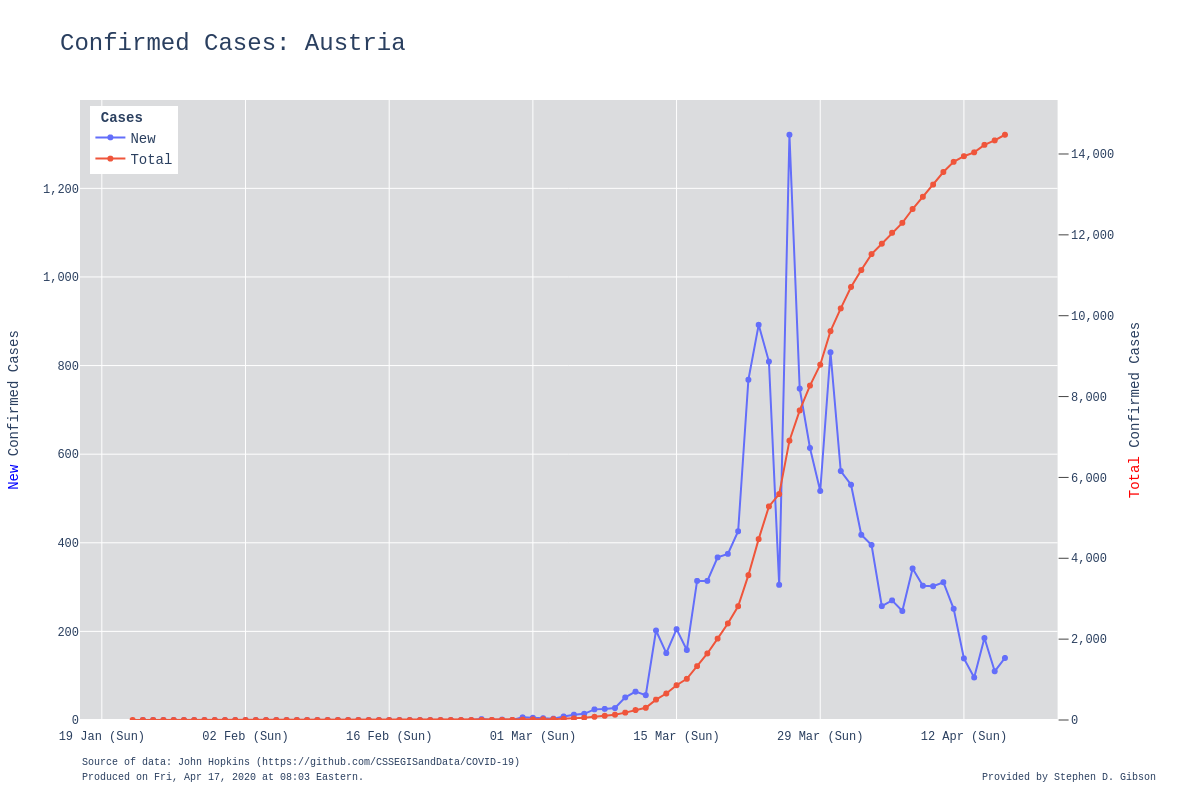 Confirmed Cases: Austria
Cases
New
Total
1,200
1,000
800
600
400
200
0
New Confirmed Cases
14,000
12,000
10,000
8,000
6,000
4,000
2,000
0
Total Confirmed Cases
19 Jan (Sun) 02 Feb (Sun) 16 Feb (Sun) 01 Mar (Sun) 15 Mar (Sun) 29 Mar (Sun) 12 Apr (Sun)
Source of data: John Hopkins (https://github.com/CSSEGISandData/COVID-19)
Produced on Fri, Apr 17, 2020 at 08:03 Eastern.
Provided by Stephen D. Gibson